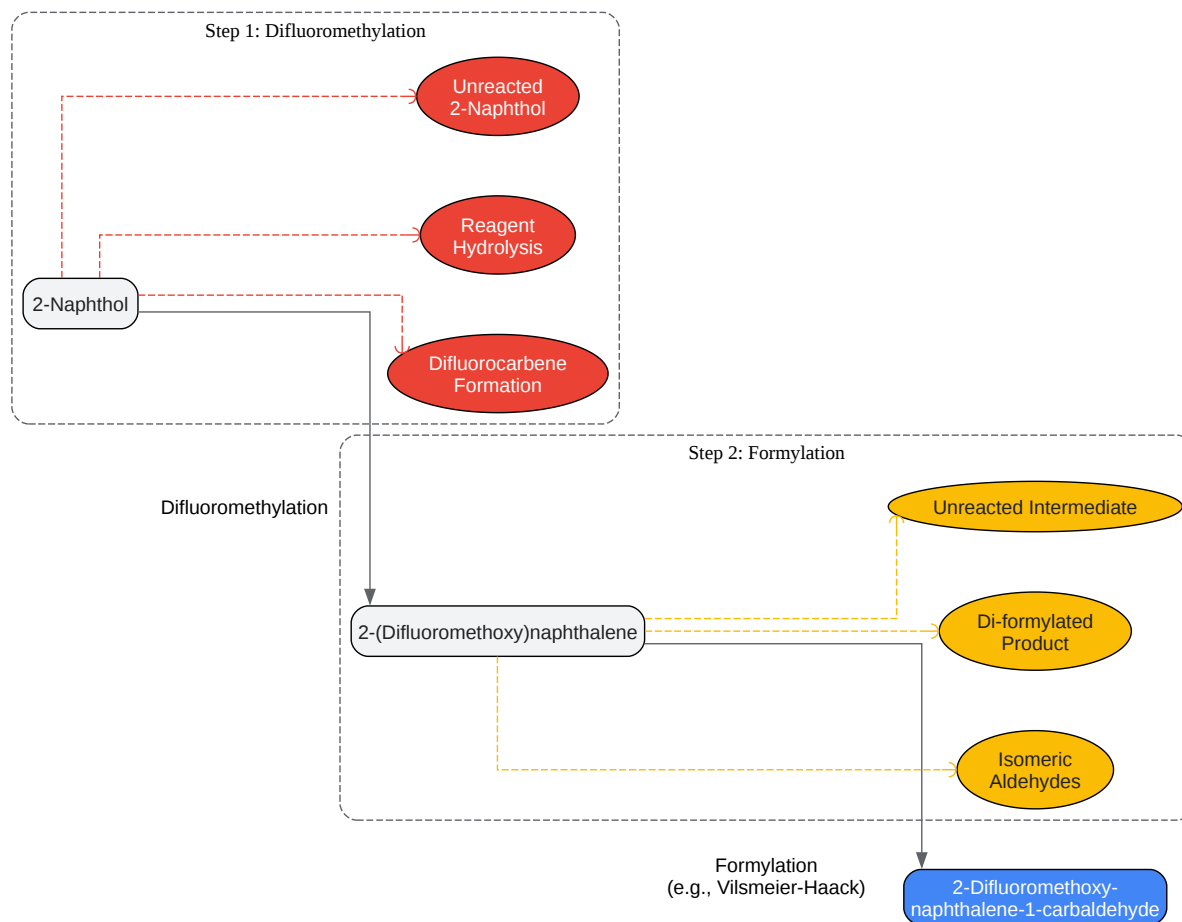 Step 1: Difluoromethylation
Unreacted
2-Naphthol
Reagent
Hydrolysis
2-Naphthol
Difluorocarbene
Formation
Step 2: Formylation
Difluoromethylation
Unreacted Intermediate
2-(Difluoromethoxy)naphthalene
Di-formylated
Product
Isomeric
Aldehydes
Formylation
(e.g., Vilsmeier-Haack)
2-Difluoromethoxy-
naphthalene-1-carbaldehyde